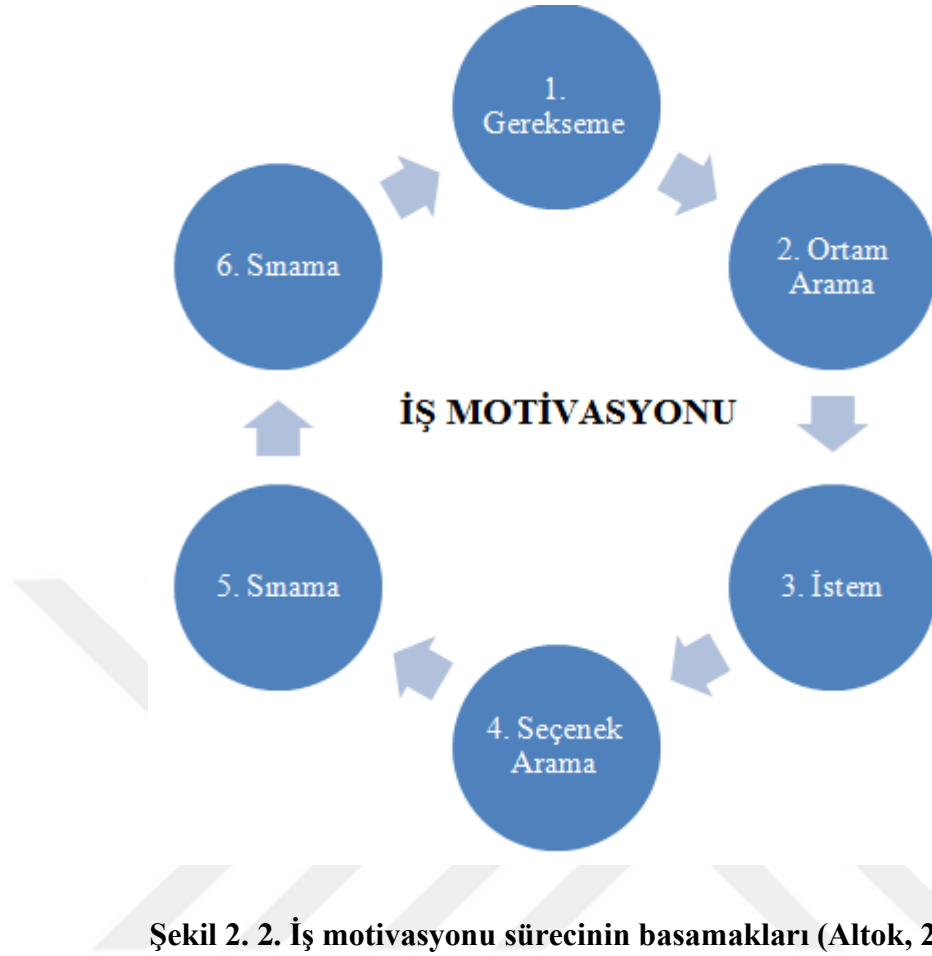 1.
Gerekseme
2. Ortam
Arama
3. İstem
4. Seçenek
Arama
5. Sınama
6. Sınama
İŞ MOTİVASYONU
Şekil 2. 2. İş motivasyonu sürecinin basamakları (Altok, 2